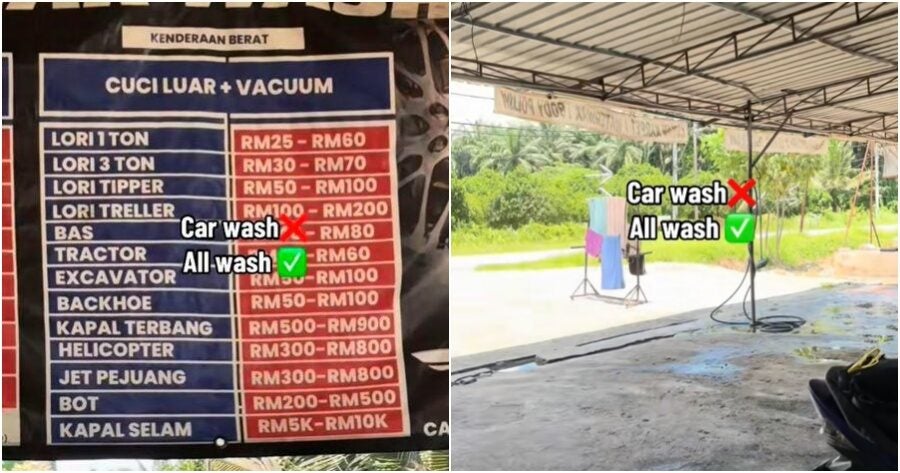 KENDERAAN BERAT
CUCI LUAR + VACUUM
LORI 1 TON RM25 - RM60
LORI 3 TON RM30 - RM70
LORI TIPPER RM50 - RM100
LORI TRELLER RM100 - RM200
BAS - RM80
TRACTOR RM60
EXCAVATOR RM50-RM100
BACKHOE RM50-RM100
KAPAL TERBANG RM500-RM900
HELICOPTER RM300-RM800
JET PEJUANG RM300-RM800
BOT RM200-RM500
KAPAL SELAM RM5K-RM10K
CA
Car wash❌
All wash ✅
Car wash❌
All wash ✅